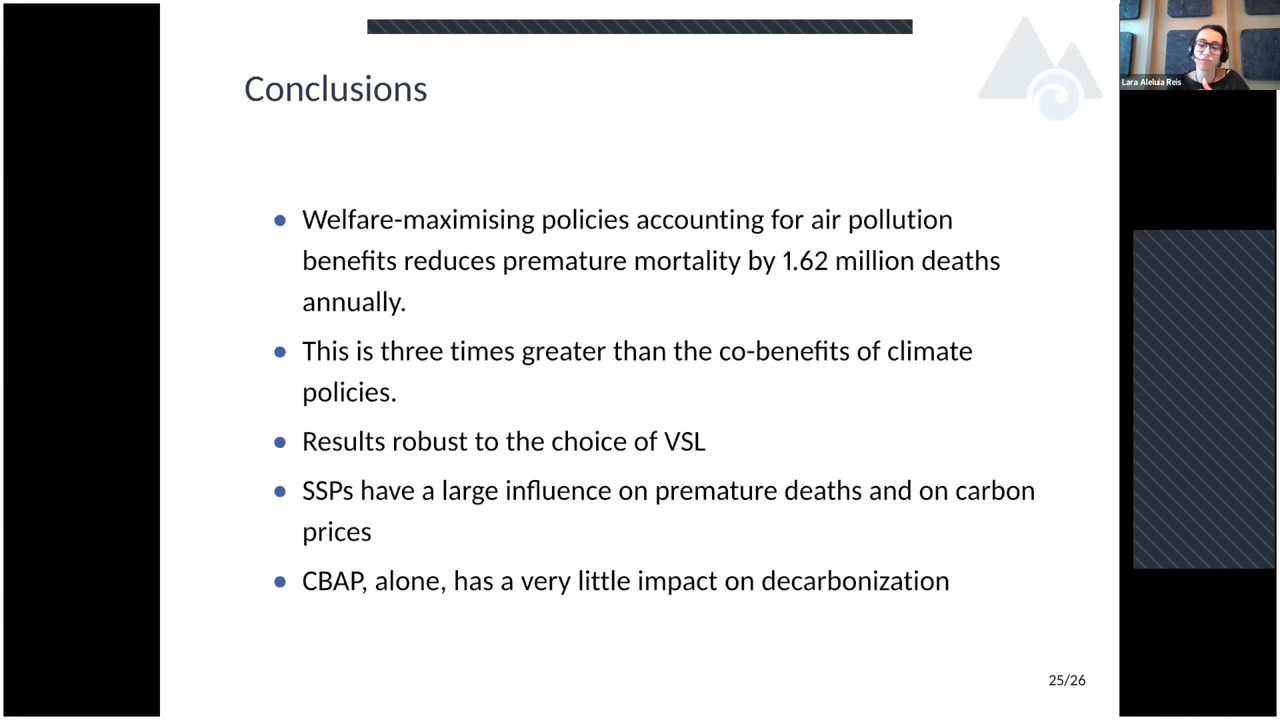 Conclusions
Lara Aleluia Reis
● Welfare-maximising policies accounting for air pollution
benefits reduces premature mortality by 1.62 million deaths
annually.
● This is three times greater than the co-benefits of climate
policies.
● Results robust to the choice of VSL
● SSPs have a large influence on premature deaths and on carbon
prices
● CBAP, alone, has a very little impact on decarbonization
25/26